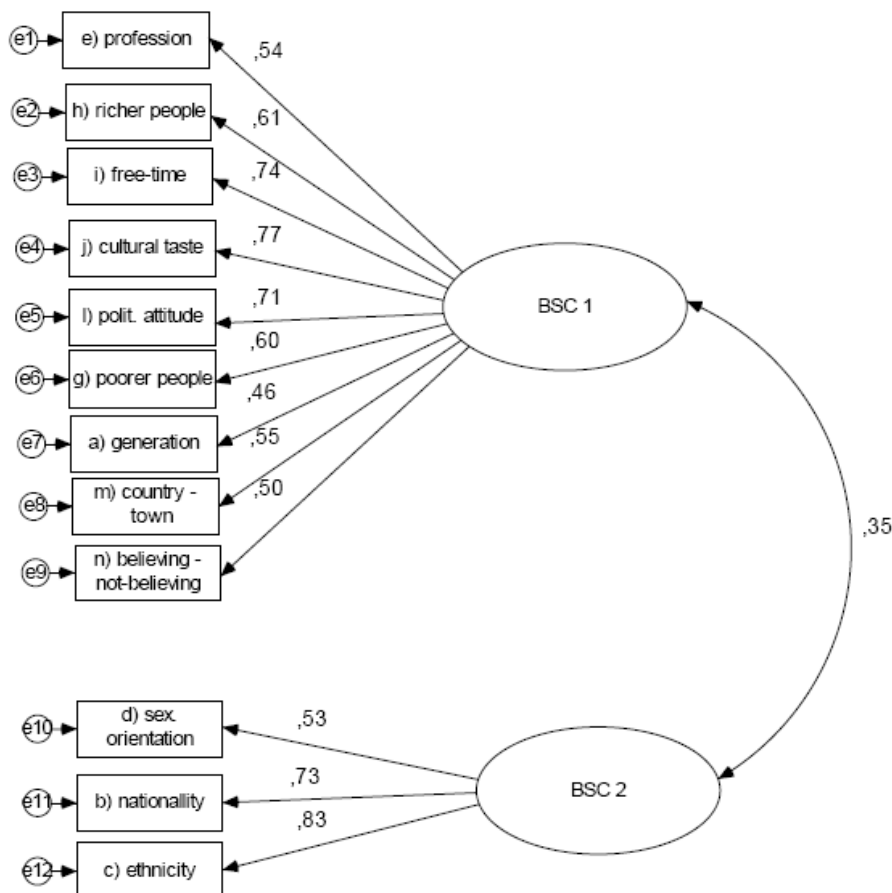 e1
e) profession
,54
e2
h) richer people
,61
e3
i) free-time
,74
e4
j) cultural taste
,77
BSC 1
e5
l) polit. attitude
,71
e6
g) poorer people
,60
e7
a) generation
,46
e8
m) country -
town
,55
e9
n) believing -
not-believing
,50
,35
e10
d) sex.
orientation
,53
e11
b) nationallity
,73
BSC 2
e12
c) ethnicity
,83